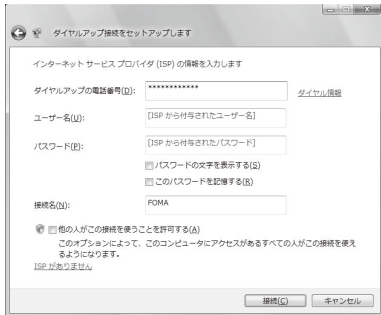 ダイヤルアップ接続をセットアップします
インターネット サービス プロバイダ (ISP) の情報を入力します
ダイヤルアップの電話番号(D): ************ ダイヤル情報
ユーザー名(U): [ISP から付与されたユーザー名]
パスワード(P): [ISP から付与されたパスワード]
パスワードの文字を表示する(S)
このパスワードを記憶する(R)
接続名(N): FOMA
他の人がこの接続を使うことを許可する(A)
このオプションによって、このコンピュータにアクセスがあるすべての人がこの接続を使え
るようになります。
ISP がありません
接続(C) キャンセル